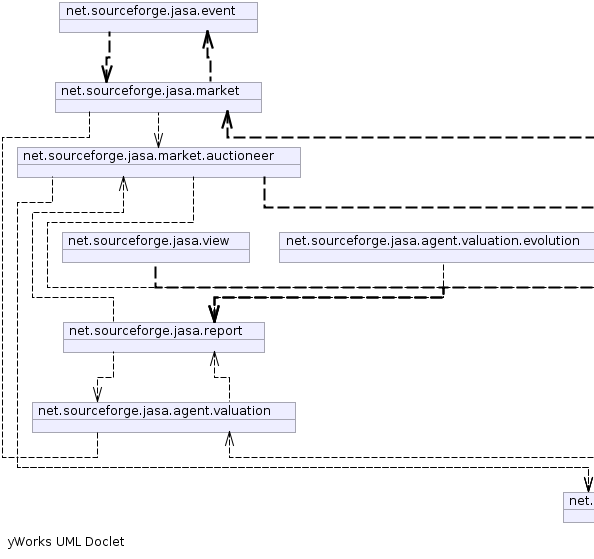 net.sourceforge.jasa.event
net.sourceforge.jasa.market
net.sourceforge.jasa.market.auctioneer
net.sourceforge.jasa.view
net.sourceforge.jasa.agent.valuation.evolution
net.sourceforge.jasa.report
net.sourceforge.jasa.agent.valuation
net.
yWorks UML Doclet